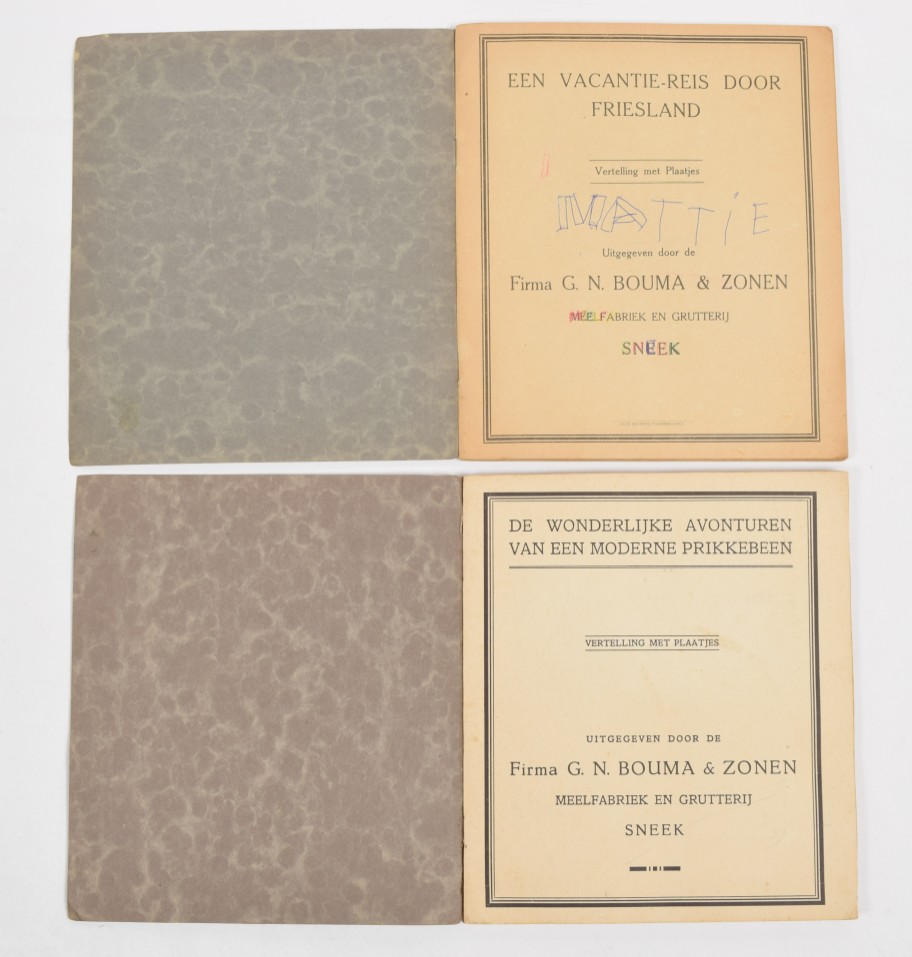 EEN VACANTIE-REIS DOOR
FRIESLAND
Vertelling met Plaatjes
MATTiE
Uitgegeven door de
Firma G. N. BOUMA & ZONEN
MEELFABRIEK EN GRUTTERIJ
SNEEK
DE WONDERLIJKE AVONTUREN
VAN EEN MODERNE PRIKKEBEEN
VERTELLING MET PLAATJES
UITGEGEVEN DOOR DE
Firma G. N. BOUMA & ZONEN
MEELFABRIEK EN GRUTTERIJ
SNEEK